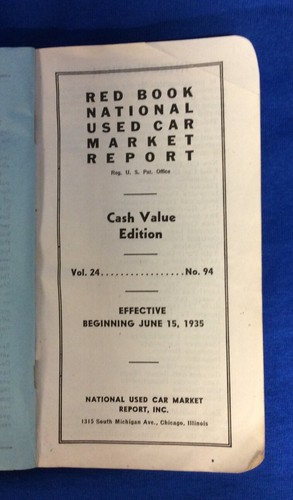 RED BOOK
NATIONAL
USED CAR
MARKET
REPORT
Reg. U. S. Pat. Office
Cash Value
Edition
Vol. 24................No. 94
EFFECTIVE
BEGINNING JUNE 15, 1935
NATIONAL USED CAR MARKET
REPORT, INC.
1315 South Michigan Ave., Chicago, Illinois